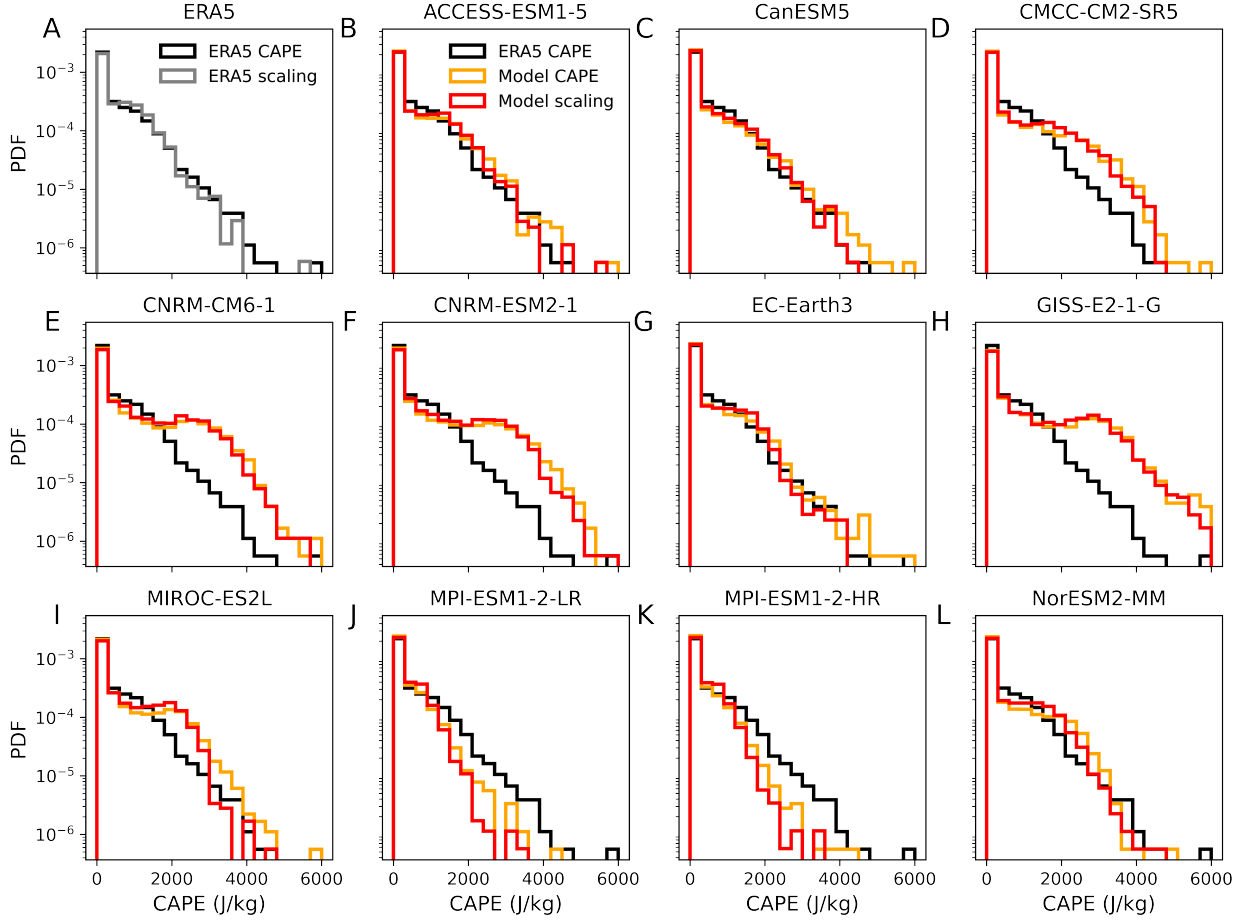 ERA5
ACCESS-ESM1-5
CanESM5
CMCC-CM2-SR5
A
B
C
D
ERA5 CAPE
ERA5 scaling
ERA5 CAPE
Model CAPE
Model scaling
PDF
10⁻³
10⁻⁴
10⁻⁵
10⁻⁶
CNRM-CM6-1
CNRM-ESM2-1
EC-Earth3
GISS-E2-1-G
E
F
G
H
PDF
10⁻³
10⁻⁴
10⁻⁵
10⁻⁶
MIROC-ES2L
MPI-ESM1-2-LR
MPI-ESM1-2-HR
NorESM2-MM
I
J
K
L
PDF
10⁻³
10⁻⁴
10⁻⁵
10⁻⁶
0 2000 4000 6000
0 2000 4000 6000
0 2000 4000 6000
0 2000 4000 6000
CAPE (J/kg)
CAPE (J/kg)
CAPE (J/kg)
CAPE (J/kg)